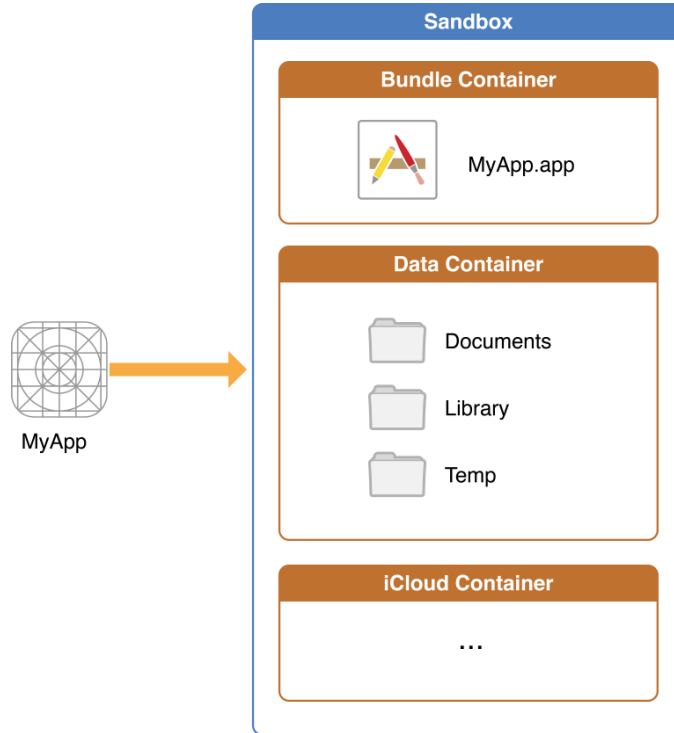 Sandbox
Bundle Container
MyApp.app
Data Container
Documents
Library
Temp
MyApp
iCloud Container
...